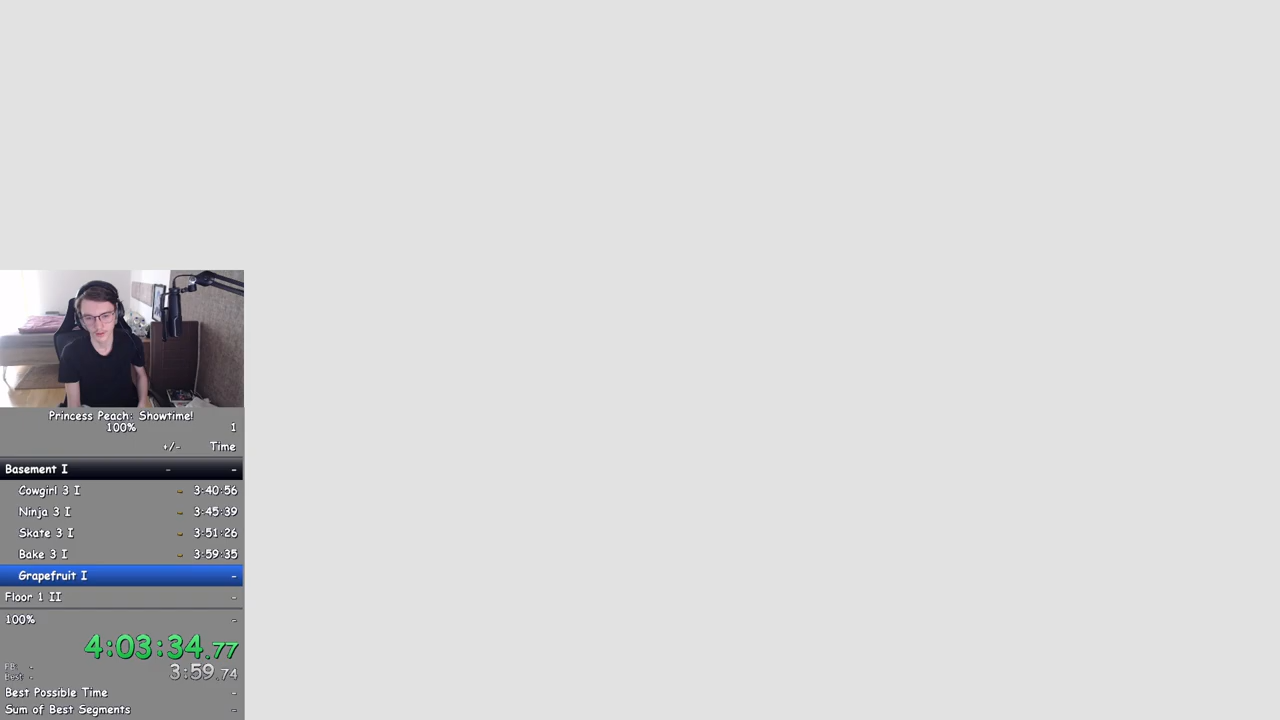 Princess Peach: Showtime!
100% 1
+/- Time
Basement I - -
Cowgirl 3 I - 3:40:56
Ninja 3 I - 3:45:39
Skate 3 I - 3:51:26
Bake 3 I - 3:59:35
Grapefruit I -
Floor 1 II -
100% -
4:03:34.77
PB: -
Best: -
3:59.74
Best Possible Time -
Sum of Best Segments -